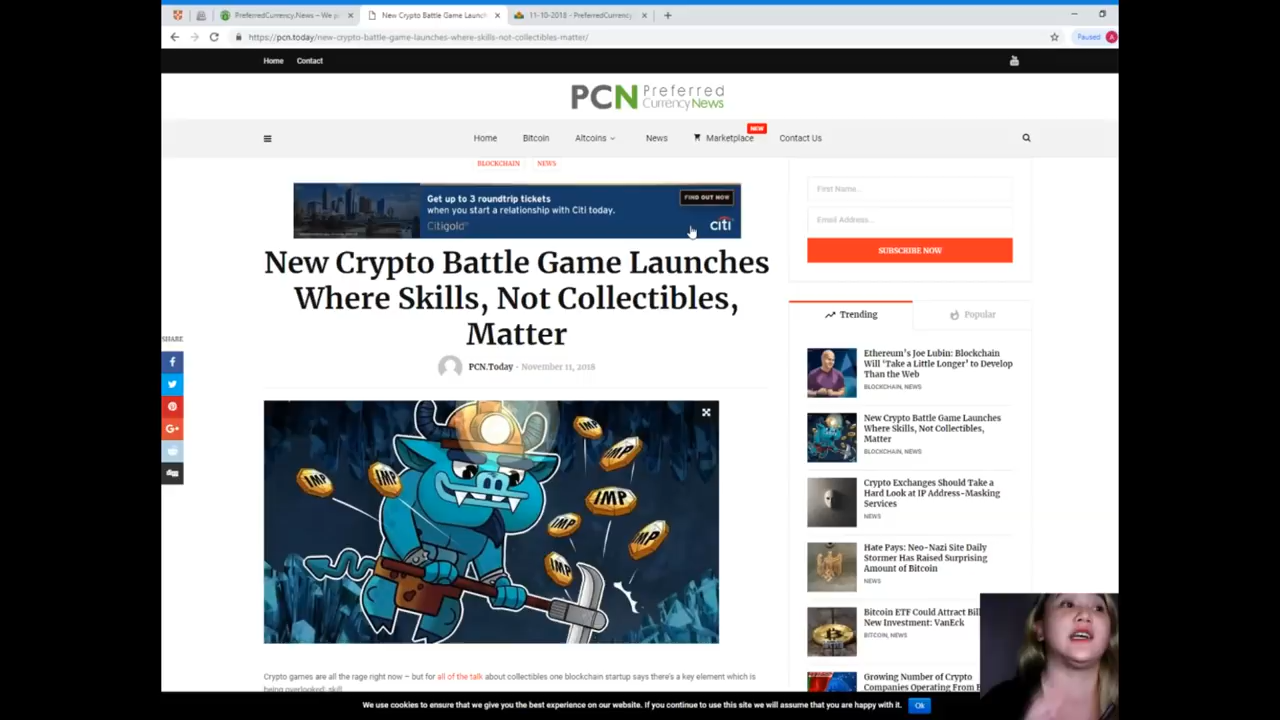 PreferredCurrency.News – We p
New Crypto Battle Game Launch
11-10-2018 - PreferredCurrency
https://pcn.today/new-crypto-battle-game-launches-where-skills-not-collectibles-matter/
Paused
A
Home
Contact
PCN Preferred
CurrencyNews
Home
Bitcoin
Altcoins
News
Marketplace
NEW
Contact Us
BLOCKCHAIN
NEWS
Get up to 3 roundtrip tickets
when you start a relationship with Citi today.
Citigold
FIND OUT NOW
citi
New Crypto Battle Game Launches
Where Skills, Not Collectibles,
Matter
PCN.Today - November 11, 2018
SHARE
IMP
IMP
IMP
IMP
IMP
IMP
IMP
IMP
Crypto games are all the rage right now – but for all of the talk about collectibles one blockchain startup says there's a key element which is
being overlooked: skill
First Name...
Email Address...
SUBSCRIBE NOW
Trending
Popular
Ethereum's Joe Lubin: Blockchain
Will 'Take a Little Longer' to Develop
Than the Web
BLOCKCHAIN, NEWS
New Crypto Battle Game Launches
Where Skills, Not Collectibles,
Matter
BLOCKCHAIN, NEWS
Crypto Exchanges Should Take a
Hard Look at IP Address-Masking
Services
NEWS
Hate Pays: Neo-Nazi Site Daily
Stormer Has Raised Surprising
Amount of Bitcoin
NEWS
Bitcoin ETF Could Attract Bil
New Investment: VanEck
BITCOIN, NEWS
Growing Number of Crypto
Companies Operating From
We use cookies to ensure that we give you the best experience on our website. If you continue to use this site we will assume that you are happy with it.
Ok